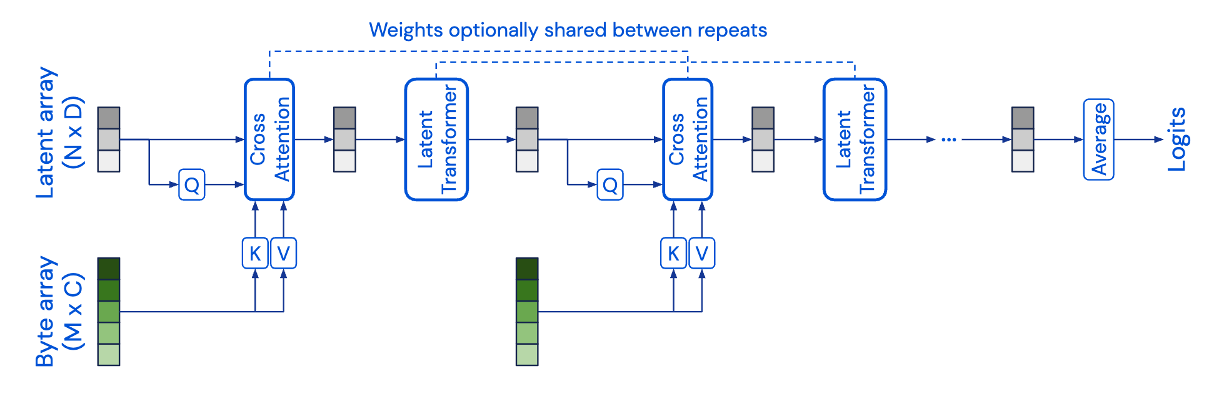 Weights optionally shared between repeats
Latent array
(N x D)
Q
Cross
Attention
Latent
Transformer
Q
Cross
Attention
Latent
Transformer
...
Average
Logits
Byte array
(M x C)
K
V
K
V